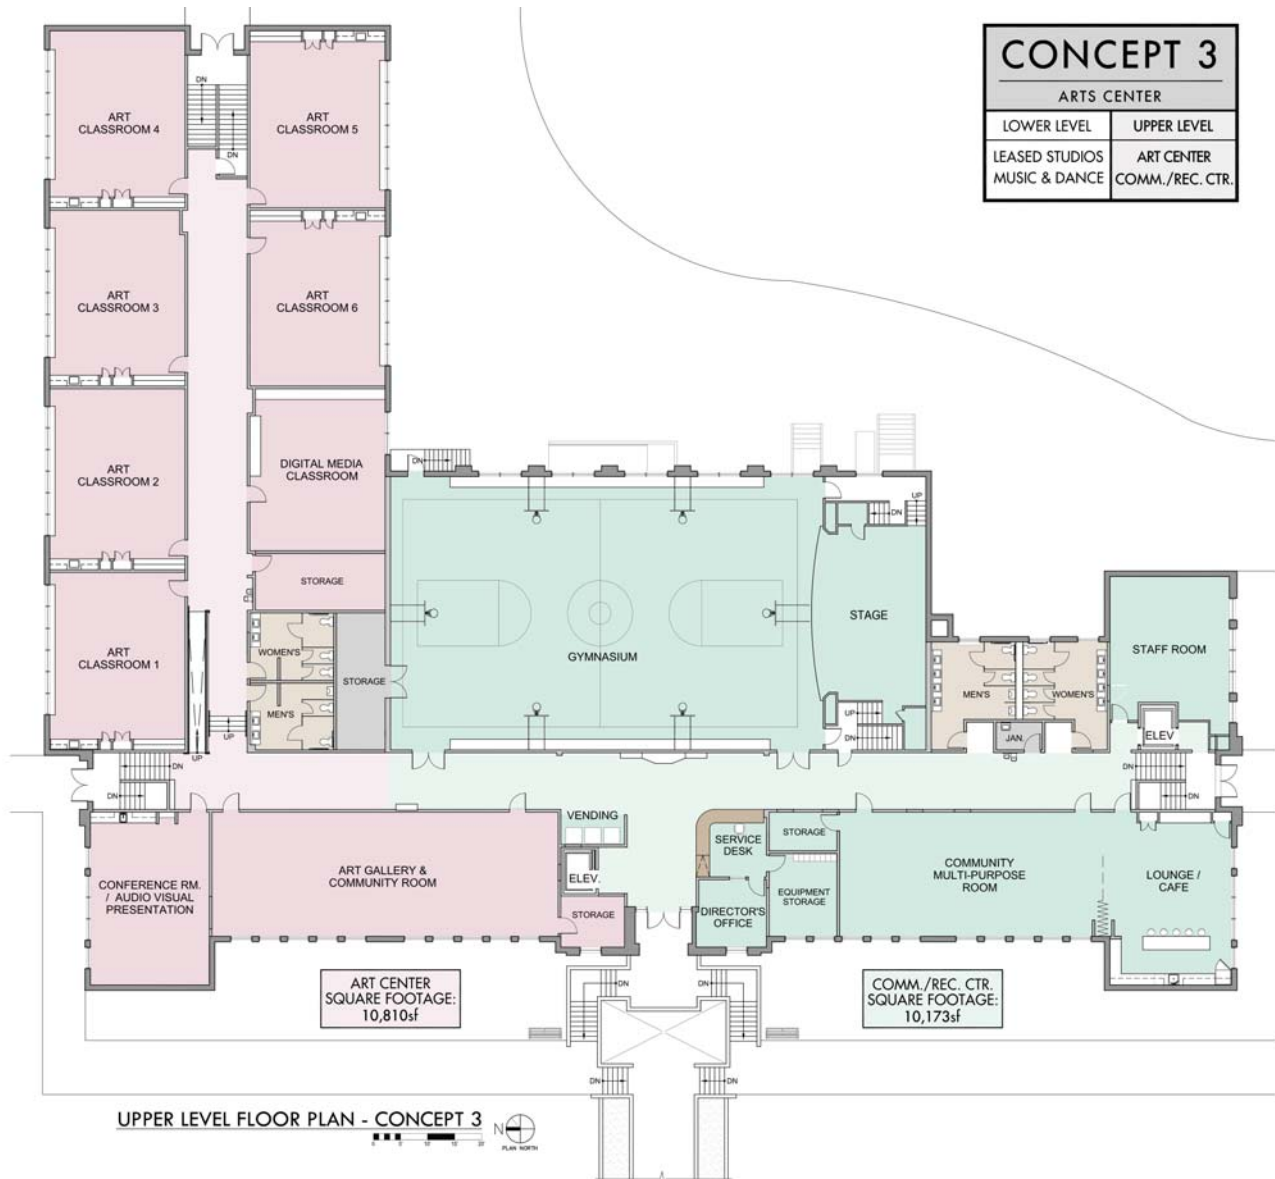 CONCEPT 3
ARTS CENTER
LOWER LEVEL
UPPER LEVEL
LEASED STUDIOS
MUSIC & DANCE
ART CENTER
COMM./REC. CTR.
DN
DN
ART
CLASSROOM 4
ART
CLASSROOM 5
ART
CLASSROOM 3
ART
CLASSROOM 6
ART
CLASSROOM 2
DIGITAL MEDIA
CLASSROOM
DN
UP
DN
STORAGE
ART
CLASSROOM 1
WOMEN'S
MEN'S
STORAGE
GYMNASIUM
STAGE
STAFF ROOM
MEN'S
WOMEN'S
UP
UP
UP
DN
JAN.
ELEV
DN
DN
DN
DN
VENDING
ELEV.
SERVICE
DESK
STORAGE
CONFERENCE RM.
/ AUDIO VISUAL
PRESENTATION
ART GALLERY &
COMMUNITY ROOM
STORAGE
DIRECTOR'S
OFFICE
EQUIPMENT
STORAGE
COMMUNITY
MULTI-PURPOSE
ROOM
LOUNGE /
CAFE
ART CENTER
SQUARE FOOTAGE:
10,810sf
COMM./REC. CTR.
SQUARE FOOTAGE:
10,173sf
DN
DN
DN
DN
UPPER LEVEL FLOOR PLAN - CONCEPT 3
N
PLAN NORTH